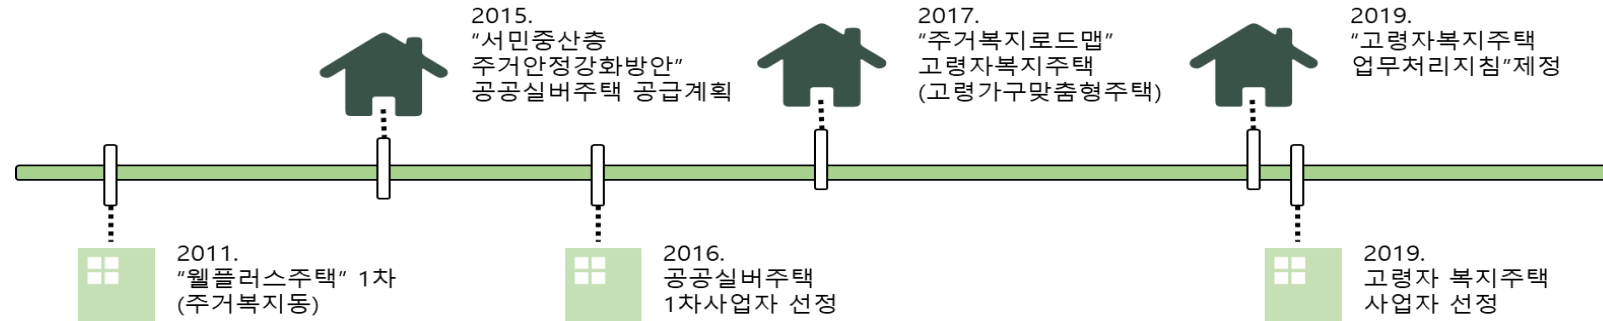 2015.
"서민중산층
주거안정강화방안"
공공실버주택 공급계획
2017.
"주거복지로드맵"
고령자복지주택
(고령가구맞춤형주택)
2019.
"고령자복지주택
업무처리지침"제정
2011.
"웰플러스주택" 1차
(주거복지동)
2016.
공공실버주택
1차사업자 선정
2019.
고령자 복지주택
사업자 선정